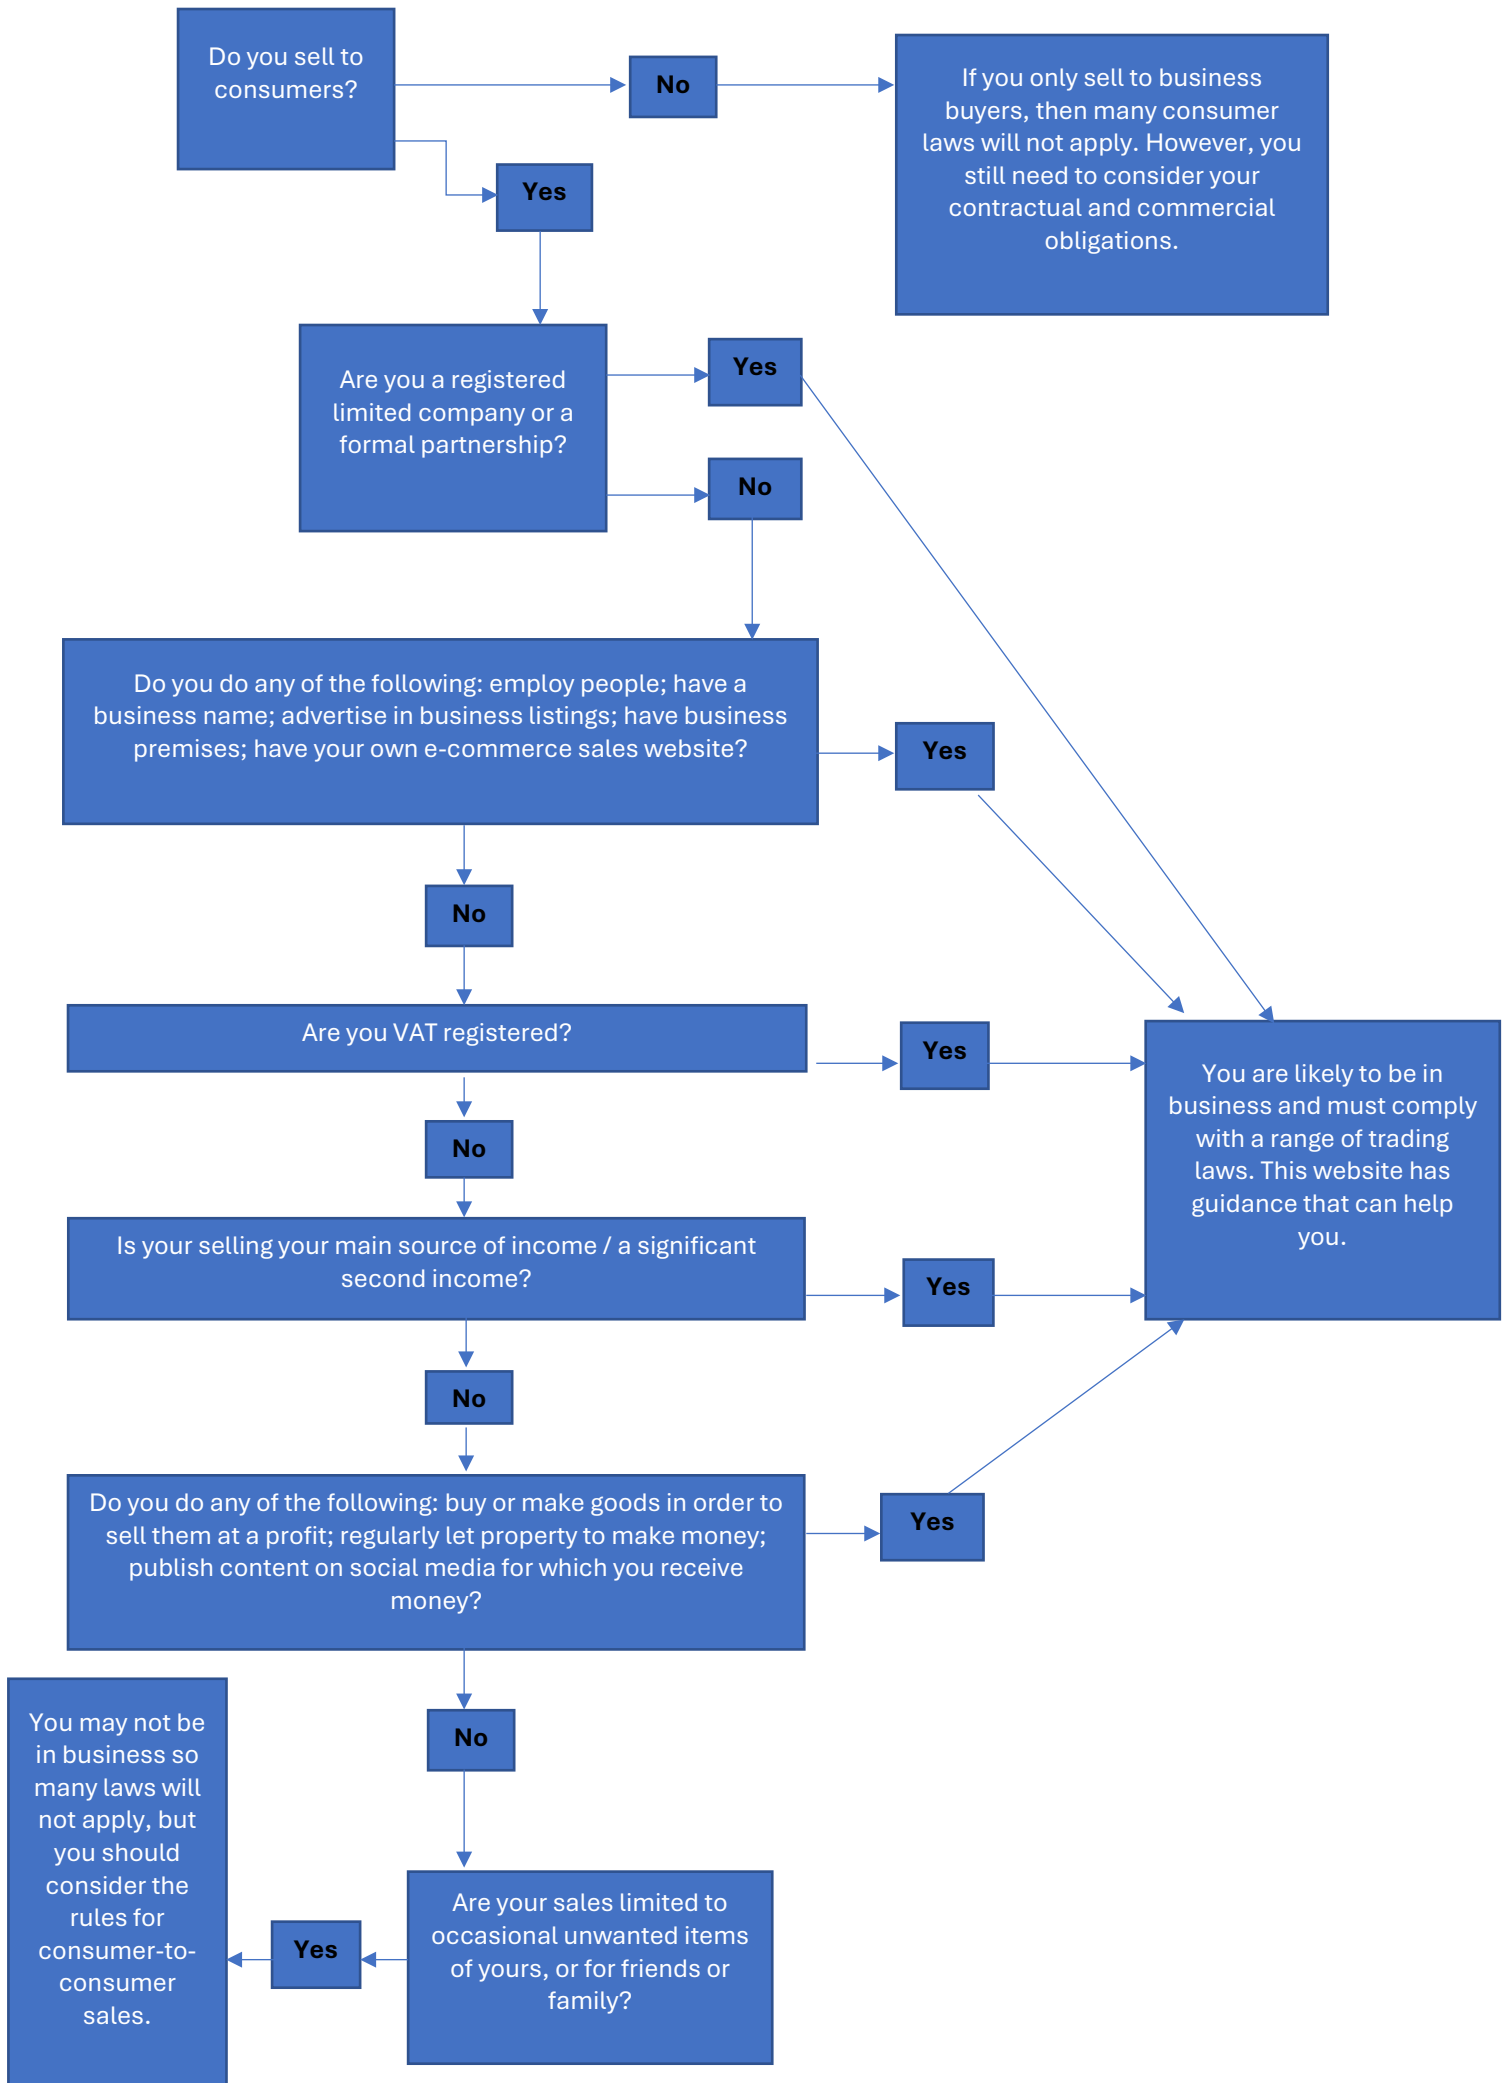 Do you sell to
consumers?
No
If you only sell to business
buyers, then many consumer
laws will not apply. However, you
still need to consider your
contractual and commercial
obligations.
Yes
Are you a registered
limited company or a
formal partnership?
Yes
No
Do you do any of the following: employ people; have a
business name; advertise in business listings; have business
premises; have your own e-commerce sales website?
Yes
No
Are you VAT registered?
Yes
You are likely to be in
business and must comply
with a range of trading
laws. This website has
guidance that can help
you.
No
Is your selling your main source of income / a significant
second income?
Yes
No
Do you do any of the following: buy or make goods in order to
sell them at a profit; regularly let property to make money;
publish content on social media for which you receive
money?
Yes
No
Are your sales limited to
occasional unwanted items
of yours, or for friends or
family?
Yes
You may not be
in business so
many laws will
not apply, but
you should
consider the
rules for
consumer-to-
consumer
sales.